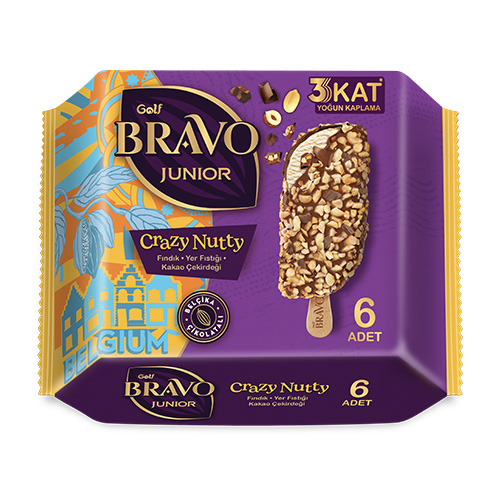 Golf
BRAVO
JUNIOR
Crazy Nutty
Fındık • Yer Fıstığı •
Kakao Çekirdeği
BELÇİKA
ÇİKOLATALI
BELGIUM
3KAT
YOĞUN KAPLAMA
BRAVO
6
ADET
Golf
BRAVO
JUNIOR
Crazy Nutty
Fındık • Yer Fıstığı •
Kakao Çekirdeği
6
ADET